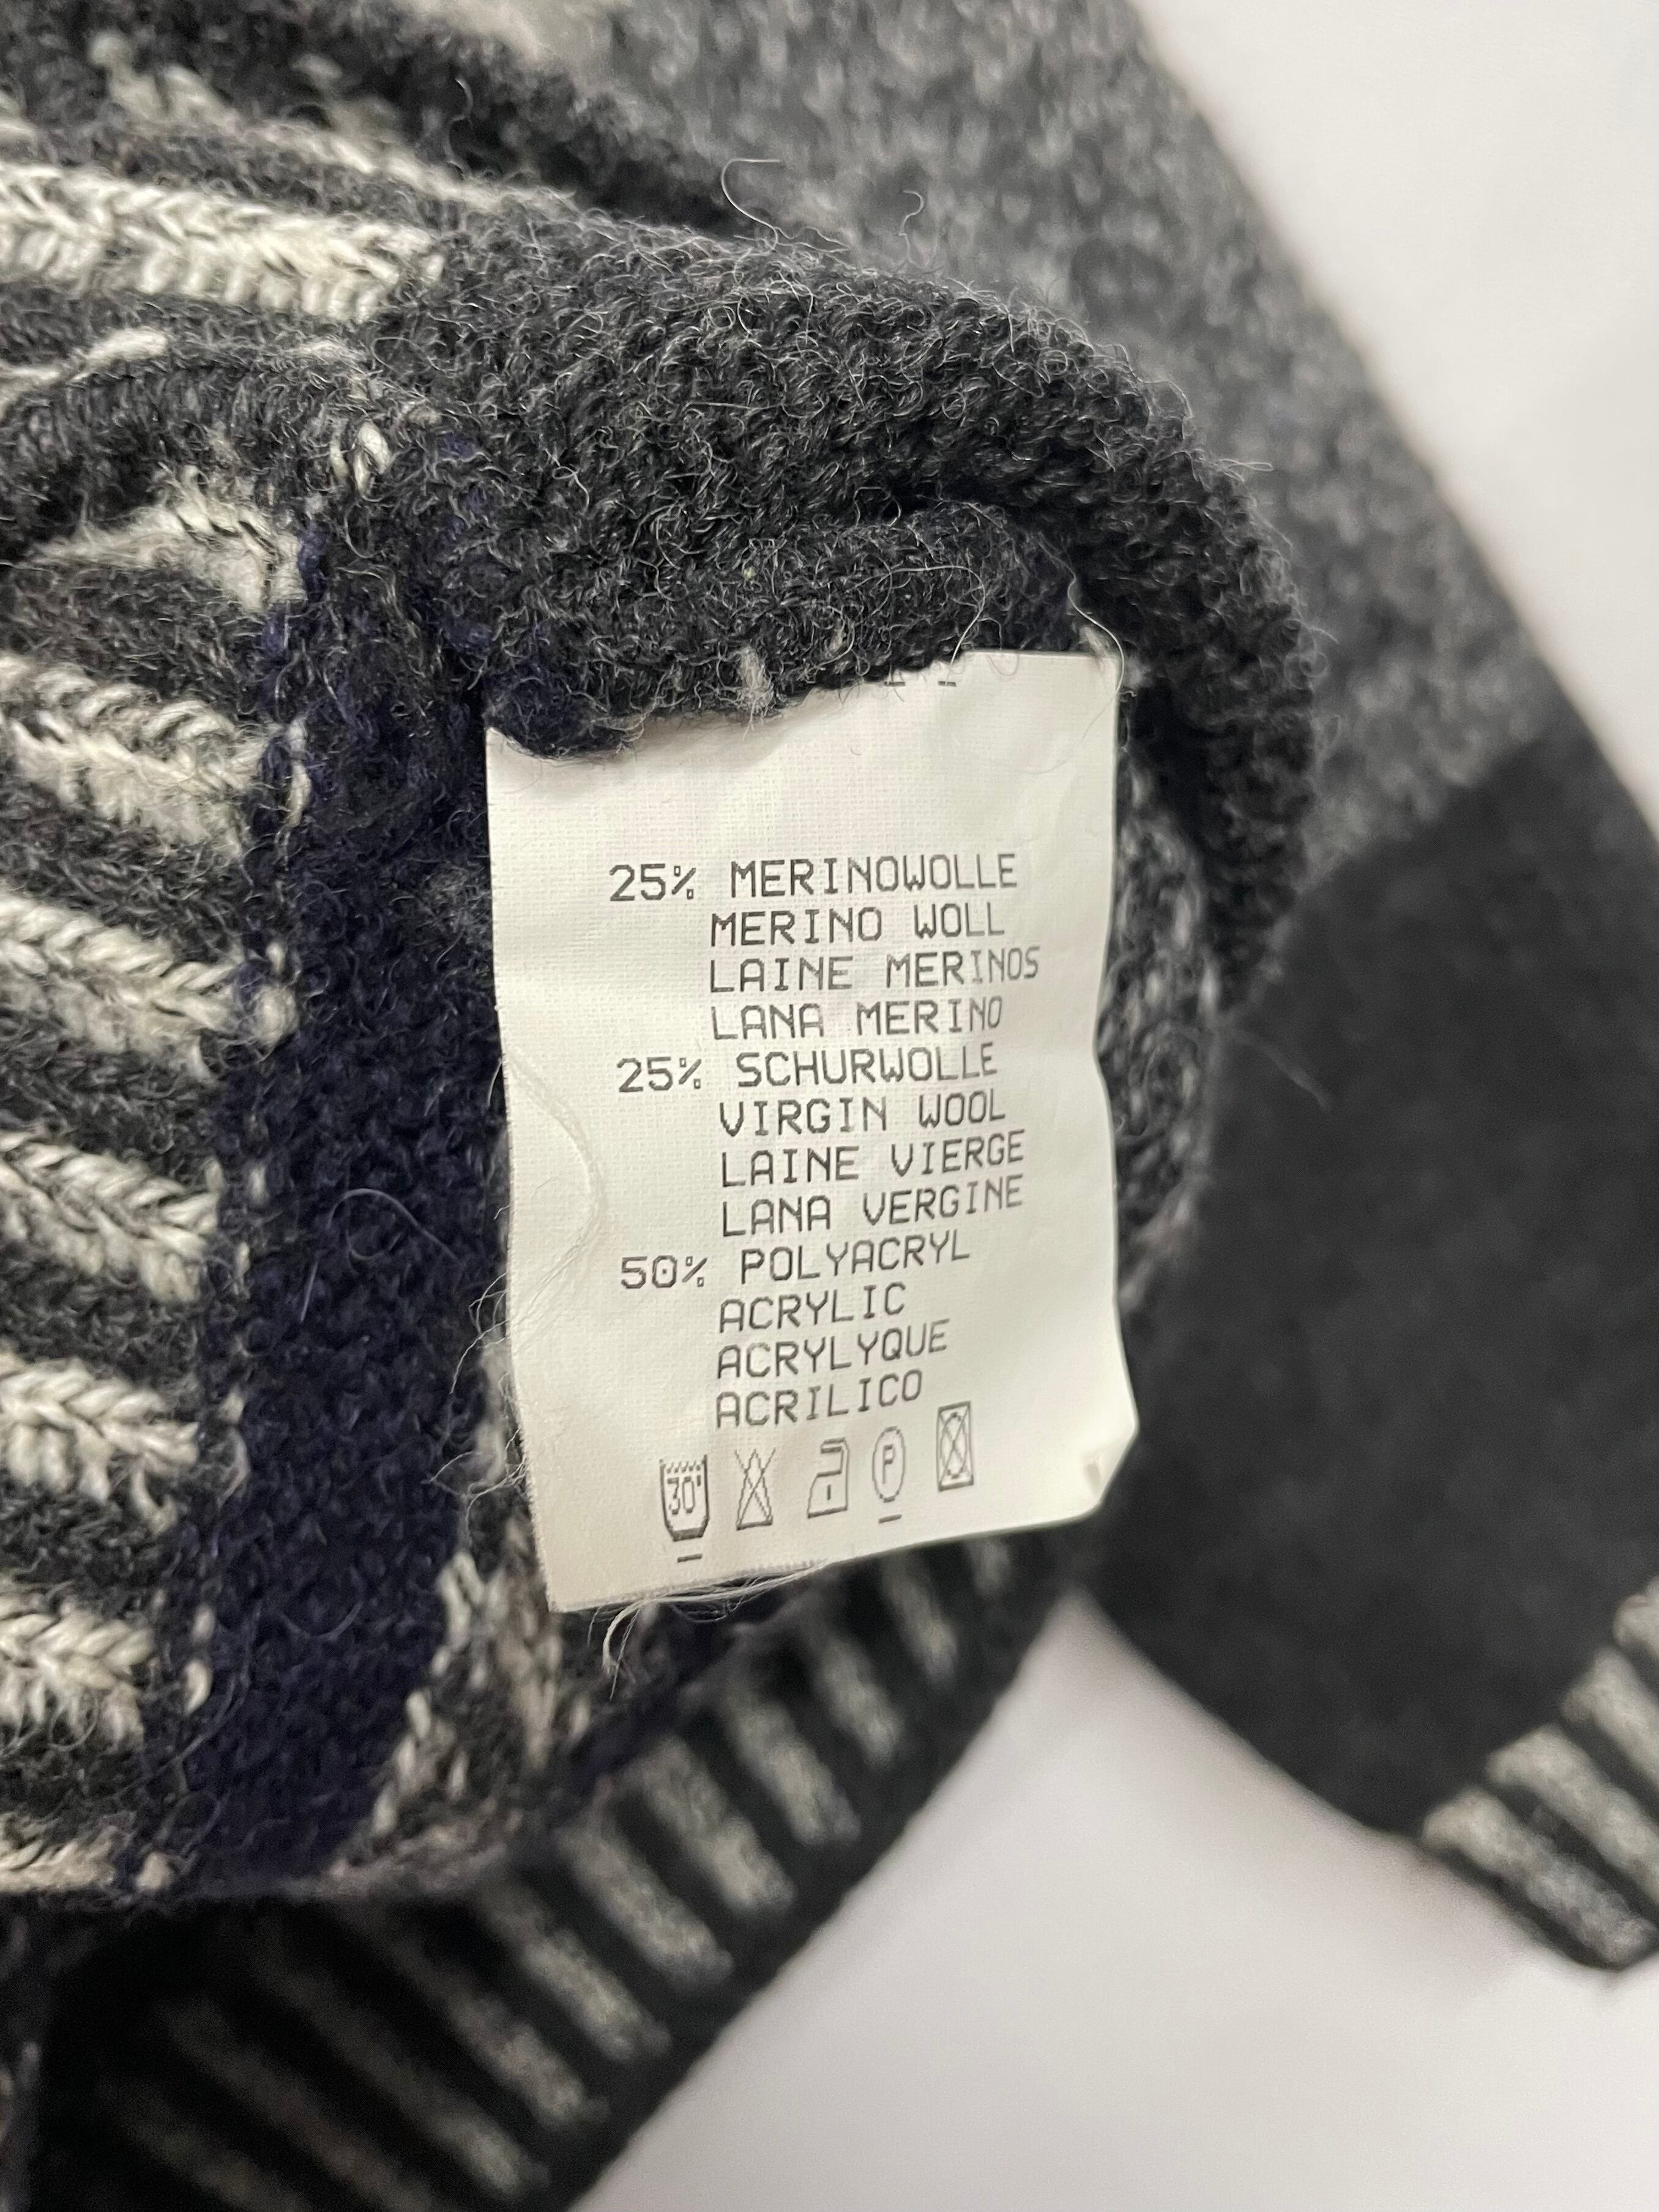 25% MERINOWOLLE
MERINO WOLL
LAINE MERINOS
LANA MERINO
25% SCHURWOLLE
VIRGIN WOOL
LAINE VIERGE
LANA VERGINE
50% POLYACRYL
ACRYLIC
ACRYLYQUE
ACRILICO
30° P